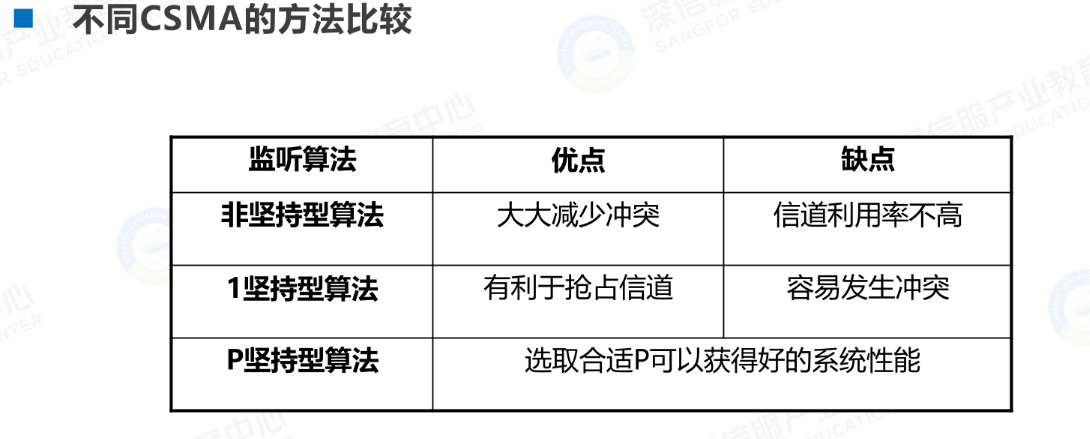 不同CSMA的方法比较
监听算法 优点 缺点
非坚持型算法 大大减少冲突 信道利用率不高
1坚持型算法 有利于抢占信道 容易发生冲突
P坚持型算法 选取合适P可以获得好的系统性能